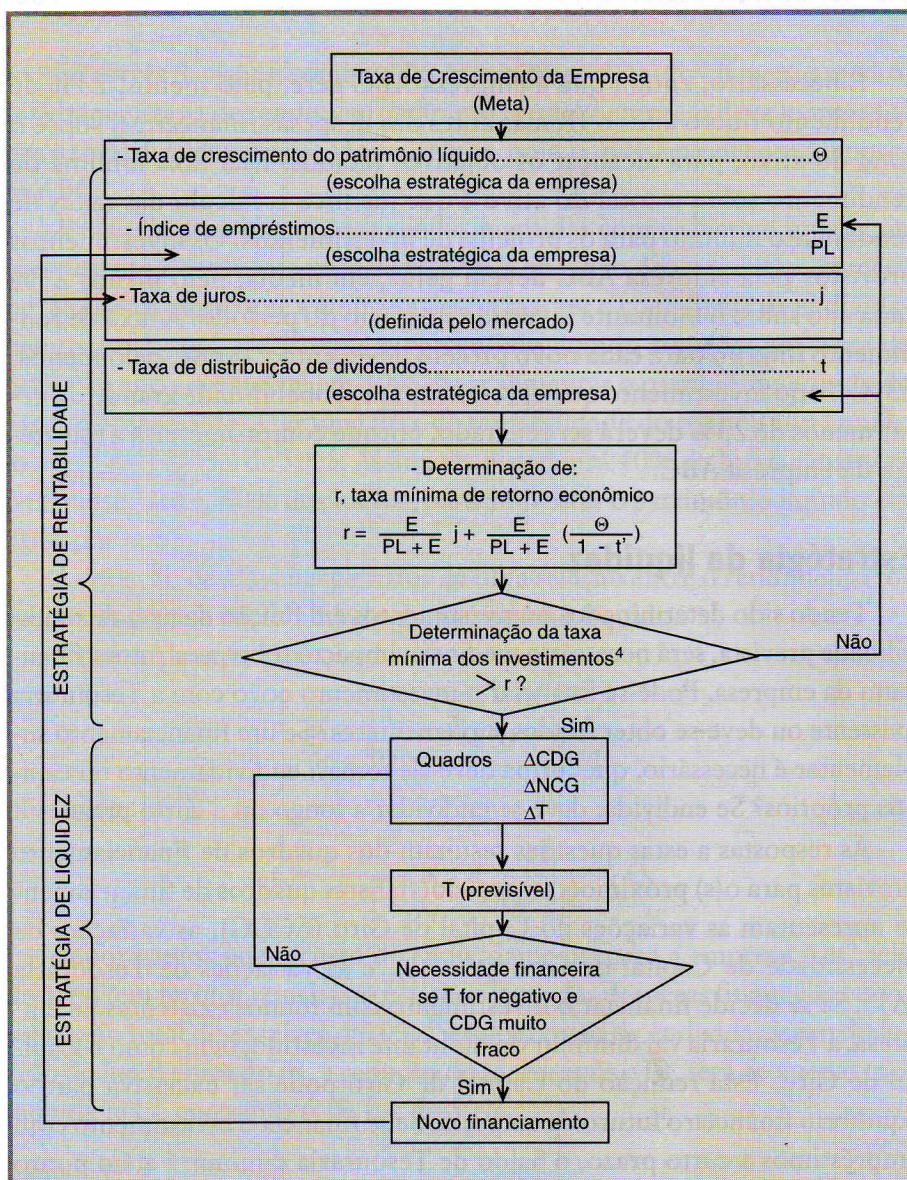 Taxa de Crescimento da Empresa
(Meta)
- Taxa de crescimento do patrimônio líquido..........................................Θ
(escolha estratégica da empresa)
- Índice de empréstimos............................................................ E
PL
(escolha estratégica da empresa)
- Taxa de juros..................................................................................... j
(definida pelo mercado)
- Taxa de distribuição de dividendos.................................................. t
(escolha estratégica da empresa)
- Determinação de:
r, taxa mínima de retorno econômico
r = E/PL + E j + E/PL + E (Θ/1 - t')
Determinação da taxa
mínima dos investimentos⁴
> r ?
Não
Sim
Quadros ΔCDG
ΔNCG
ΔT
T (previsível)
Não
Necessidade financeira
se T for negativo e
CDG muito
fraco
Sim
Novo financiamento
ESTRATÉGIA DE RENTABILIDADE
ESTRATÉGIA DE LIQUIDEZ